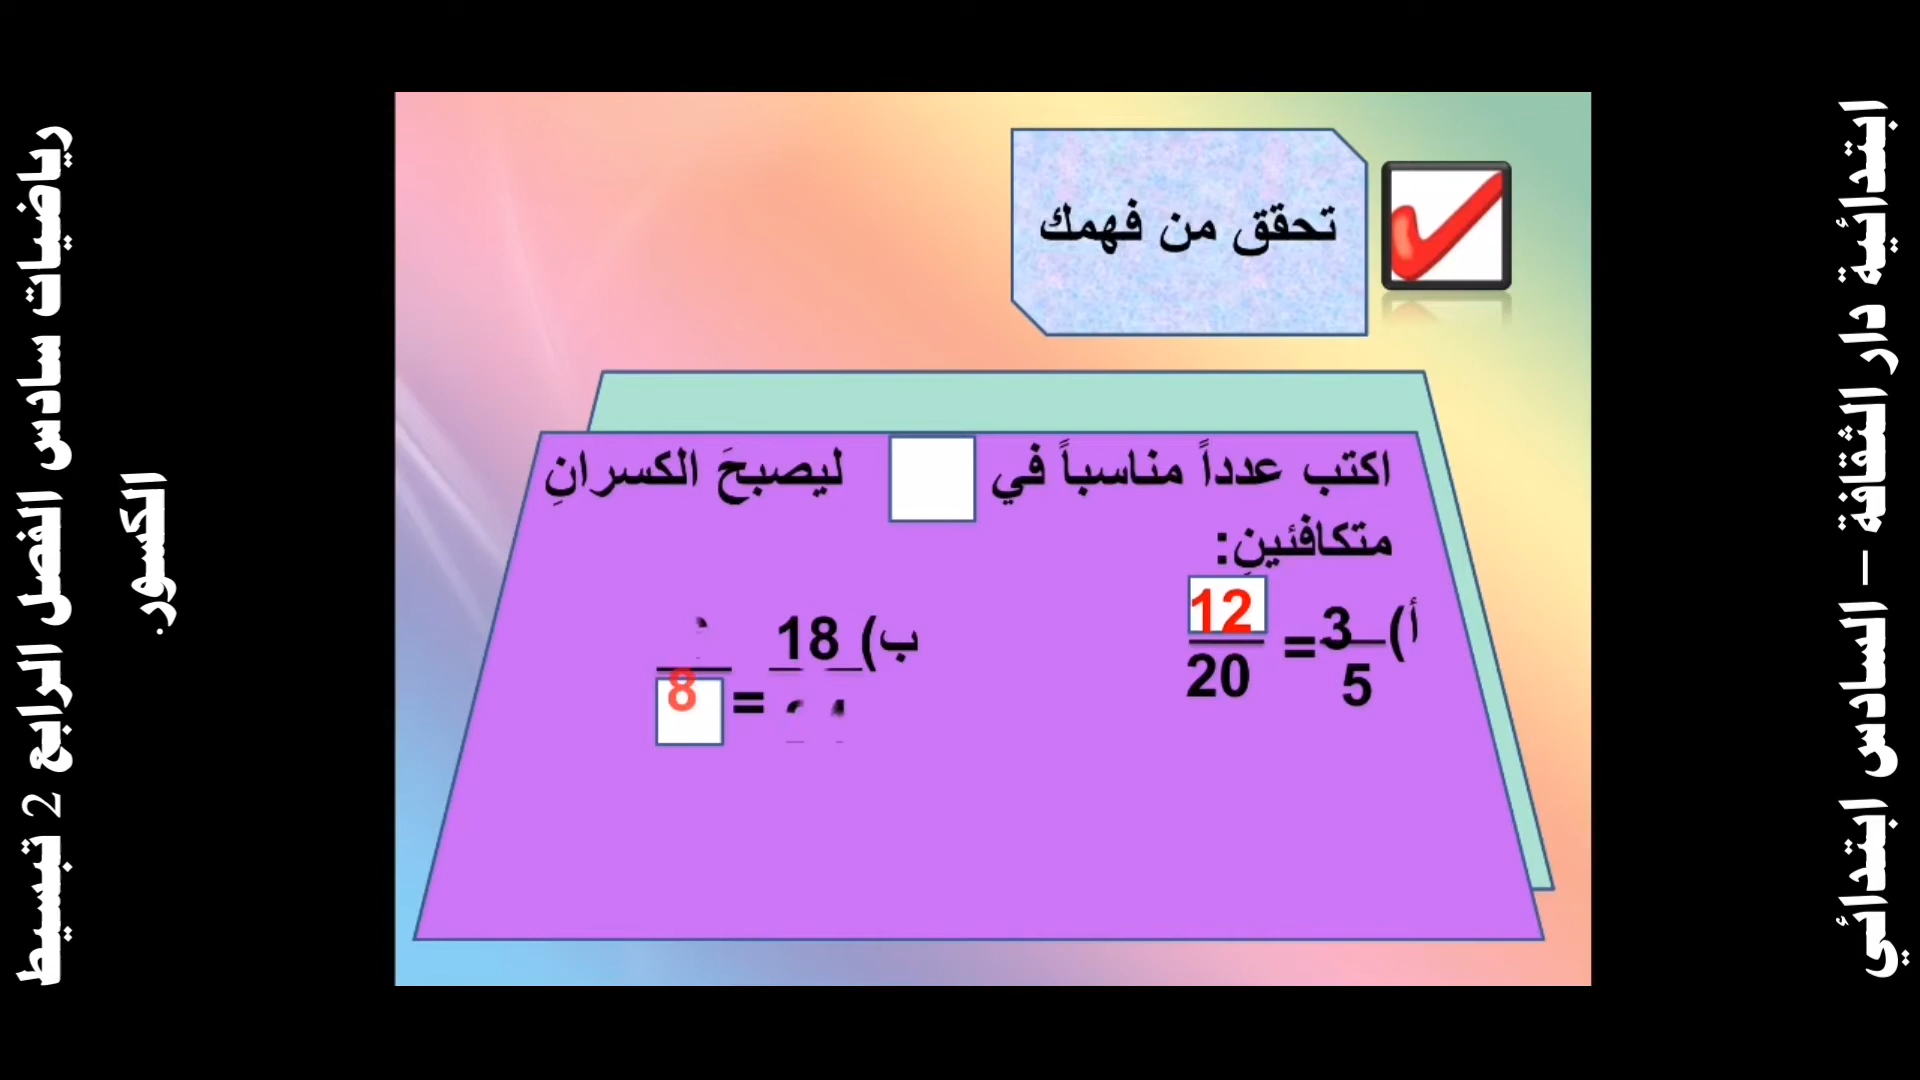 ابتدائية دار الثقافة – السادس ابتدائي
تحقق من فهمك
اكتب عدداً مناسباً في ليصبحَ الكسرانِ
متكافئينِ:
أ) 3 = 12
5 20
ب) 18
= 8
رياضيات سادس الفصل الرابع 2 تبسيط
الكسور.